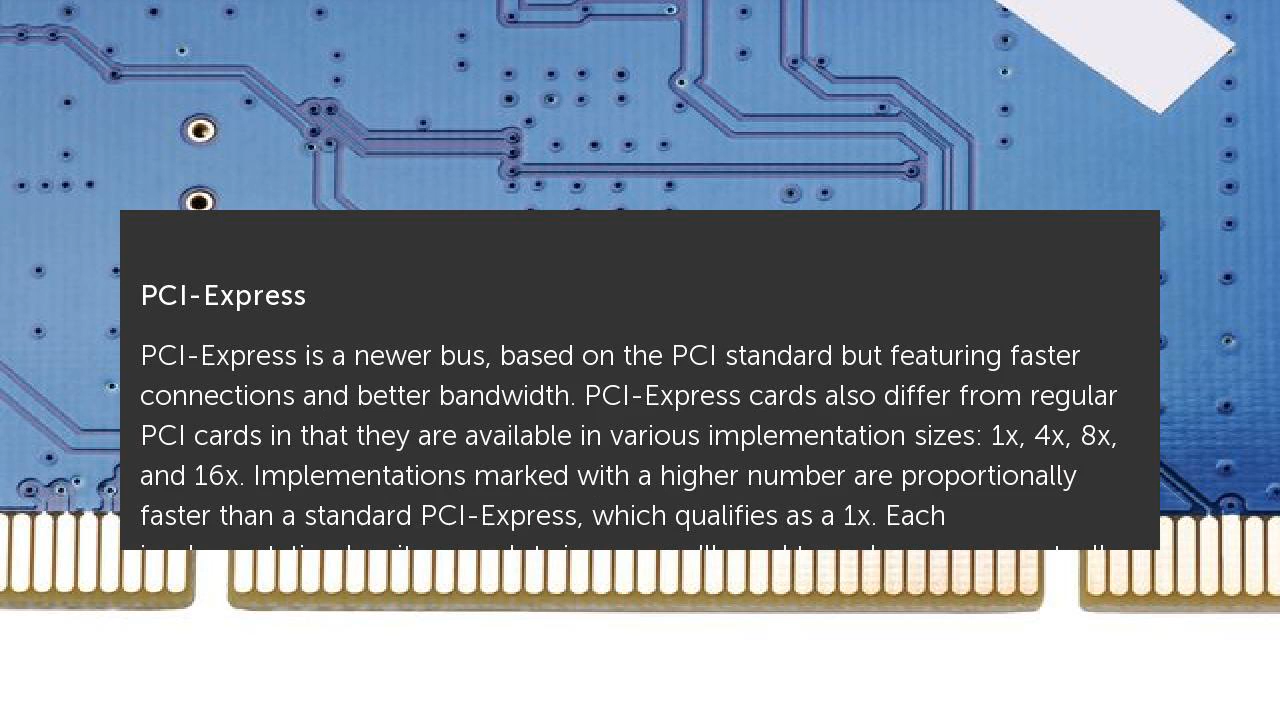 PCI-Express
PCI-Express is a newer bus, based on the PCI standard but featuring faster
connections and better bandwidth. PCI-Express cards also differ from regular
PCI cards in that they are available in various implementation sizes: 1x, 4x, 8x,
and 16x. Implementations marked with a higher number are proportionally
faster than a standard PCI-Express, which qualifies as a 1x. Each